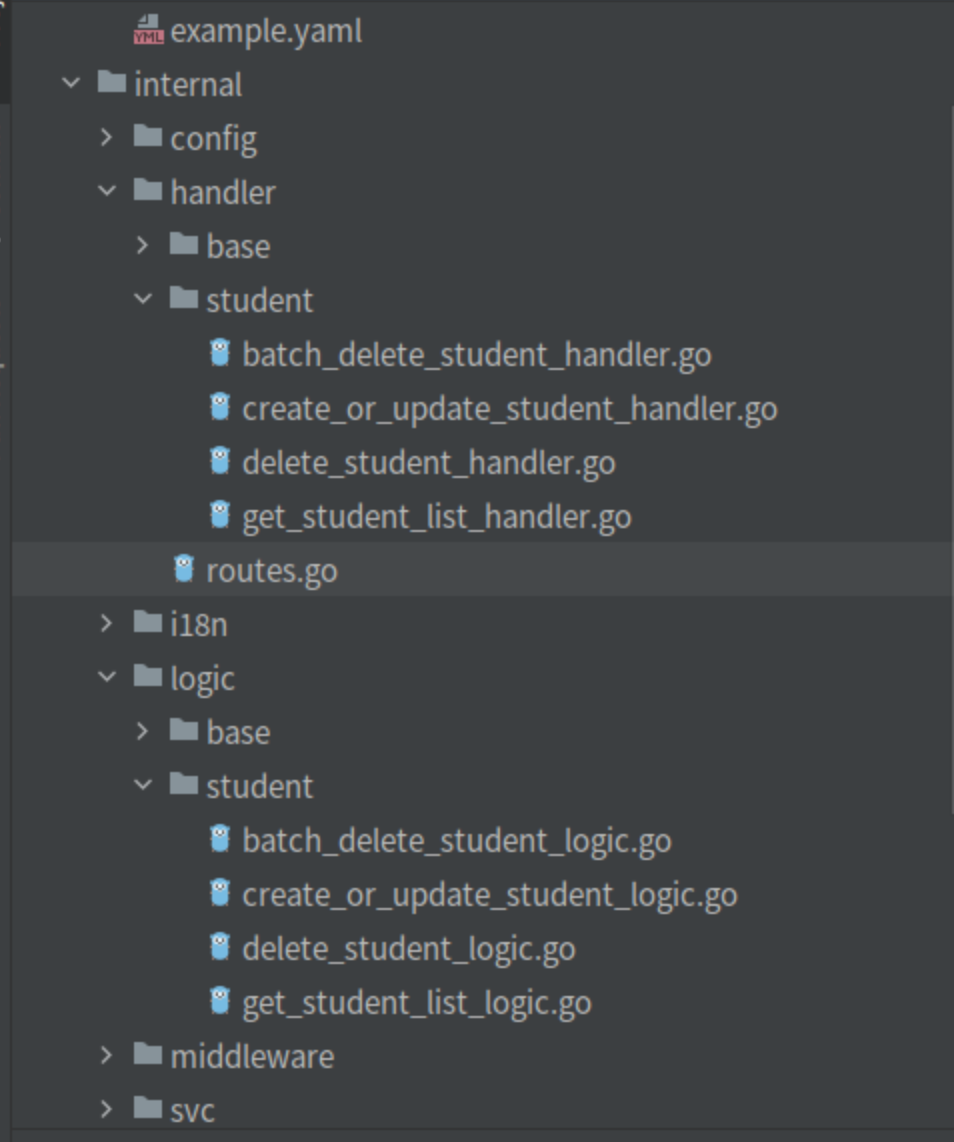 example.yaml
internal
config
handler
base
student
batch_delete_student_handler.go
create_or_update_student_handler.go
delete_student_handler.go
get_student_list_handler.go
routes.go
i18n
logic
base
student
batch_delete_student_logic.go
create_or_update_student_logic.go
delete_student_logic.go
get_student_list_logic.go
middleware
svc